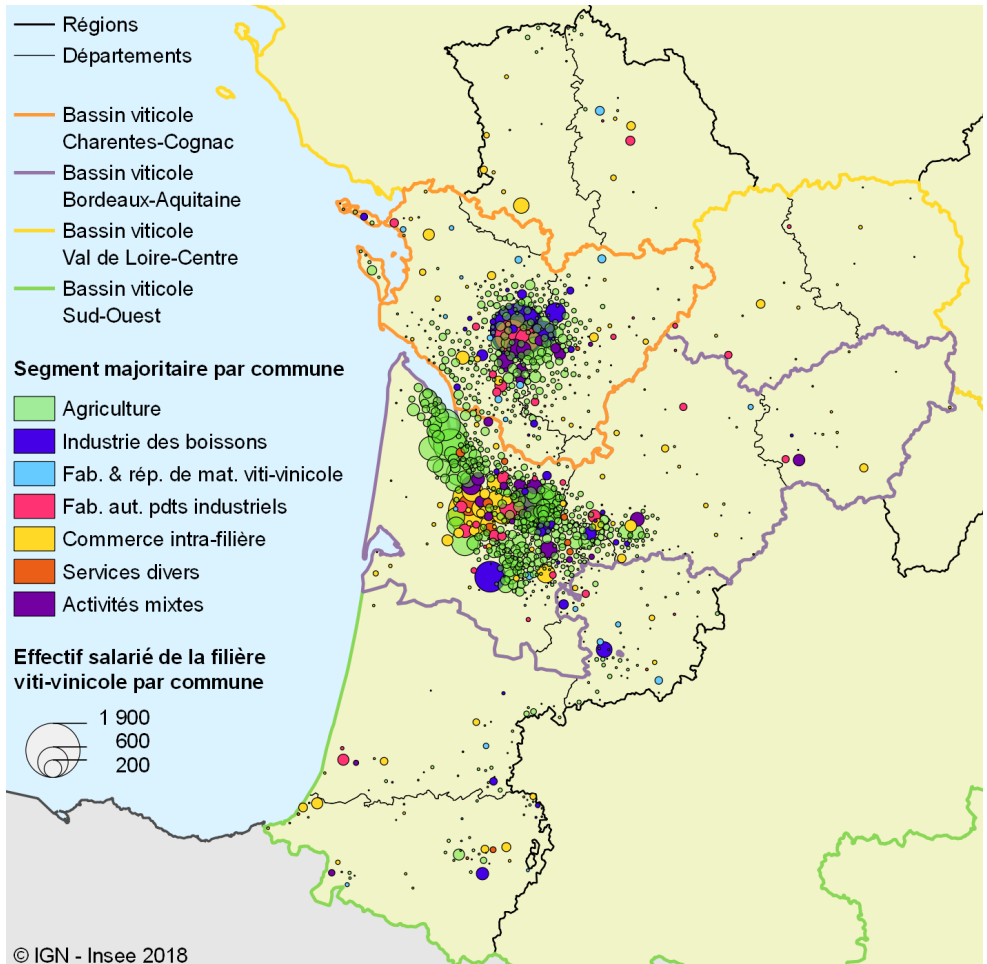 Régions
Départements
Bassin viticole
Charentes-Cognac
Bassin viticole
Bordeaux-Aquitaine
Bassin viticole
Val de Loire-Centre
Bassin viticole
Sud-Ouest
Segment majoritaire par commune
Agriculture
Industrie des boissons
Fab. & rép. de mat. viti-vinicole
Fab. aut. pdts industriels
Commerce intra-filière
Services divers
Activités mixtes
Effectif salarié de la filière
viti-vinicole par commune
1 900
600
200
© IGN - Insee 2018